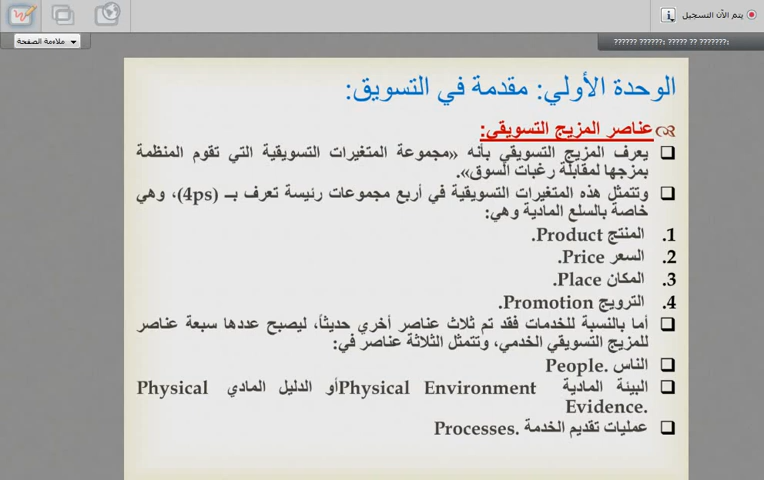 يتم الآن التسجيل
ملاءمة الصفحة
?????? ??????: ????? ?? ???????:
الوحدة الأولي: مقدمة في التسويق:
عناصر المزيج التسويقي:
يعرف المزيج التسويقي بأنه «مجموعة المتغيرات التسويقية التي تقوم المنظمة
بمزجها لمقابلة رغبات السوق».
وتتمثل هذه المتغيرات التسويقية في أربع مجموعات رئيسة تعرف بــ (4ps)، وهي
خاصة بالسلع المادية وهي:
1. المنتج Product.
2. السعر Price.
3. المكان Place.
4. الترويج Promotion.
أما بالنسبة للخدمات فقد تم ثلاث عناصر أخري حديثاً، ليصبح عددها سبعة عناصر
للمزيج التسويقي الخدمي، وتتمثل الثلاثة عناصر في:
الناس People.
البيئة المادية Physical Environment أو الدليل المادي Physical
Evidence.
عمليات تقديم الخدمة Processes.